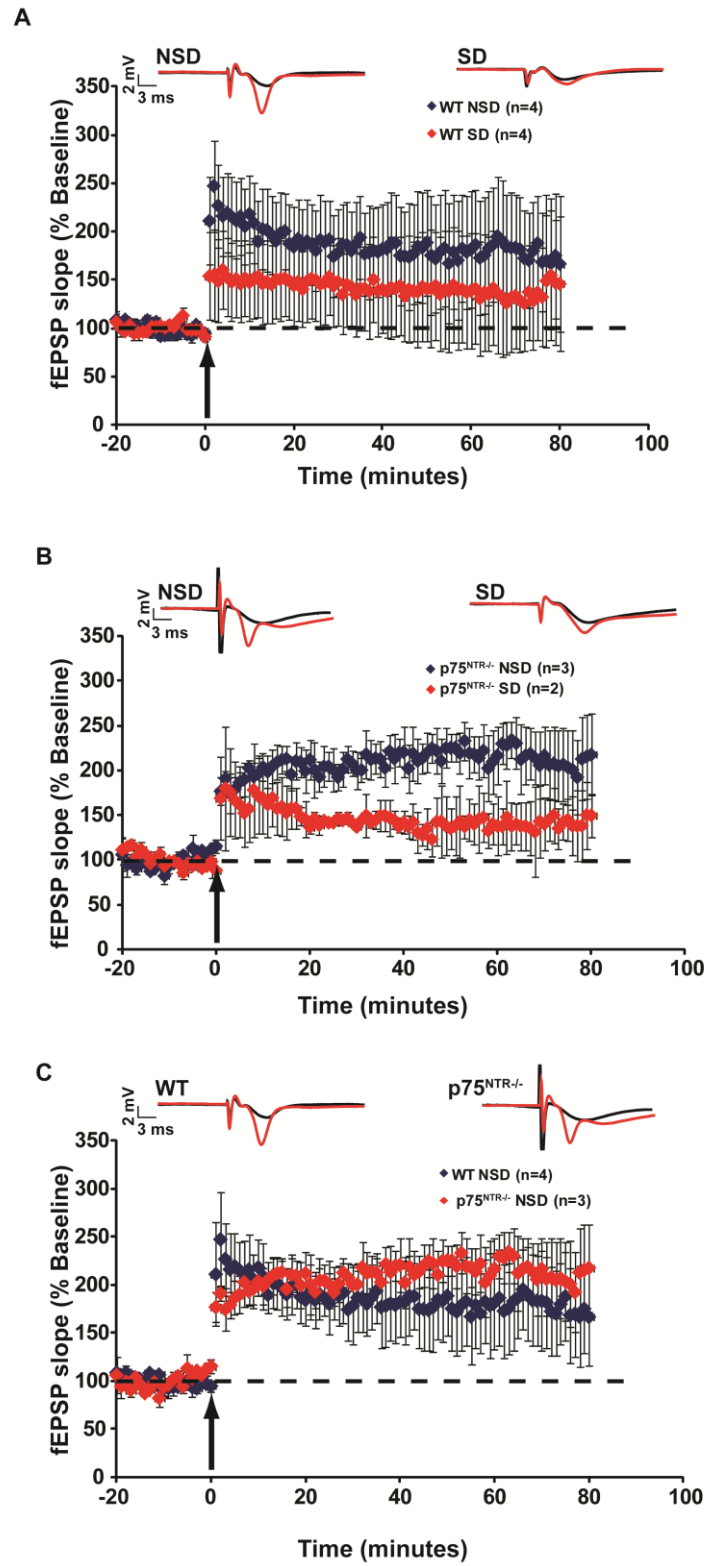 A
NSD
SD
2 mV
3 ms
350
300
250
200
150
100
50
0
WT NSD (n=4)
WT SD (n=4)
fEPSP slope (% Baseline)
-20
0
20
40
60
80
100
Time (minutes)
B
NSD
SD
2 mV
3 ms
350
300
250
200
150
100
50
0
p75NTR-/- NSD (n=3)
p75NTR-/- SD (n=2)
fEPSP slope (% Baseline)
-20
0
20
40
60
80
100
Time (minutes)
C
WT
p75NTR-/-
2 mV
3 ms
350
300
250
200
150
100
50
0
WT NSD (n=4)
p75NTR-/- NSD (n=3)
fEPSP slope (% Baseline)
-20
0
20
40
60
80
100
Time (minutes)